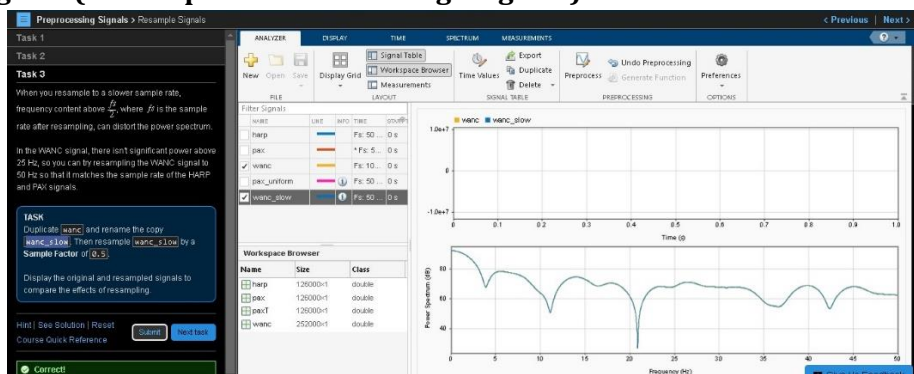 Preprocessing Signals > Resample Signals
< Previous | Next >
Task 1
Task 2
Task 3
When you resample to a slower sample rate,
frequency content above fs/2, where fs is the sample
rate after resampling, can distort the power spectrum.
In the WANC signal, there isn't significant power above
25 Hz, so you can try resampling the WANC signal to
50 Hz so that it matches the sample rate of the HARP
and PAX signals.
TASK
Duplicate wanc and rename the copy
wanc_slow. Then resample wanc_slow by a
Sample Factor of 0.5.
Display the original and resampled signals to
compare the effects of resampling.
Hint | See Solution | Reset
Course Quick Reference
Submit
Next task
Correct!
ANALYZER DISPLAY TIME SPECTRUM MEASUREMENTS
New Open Save
FILE
Display Grid
Signal Table
Workspace Browser
Measurements
LAYOUT
Time Values
Export
Duplicate
Delete
SIGNAL TABLE
Preprocess
Undo Preprocessing
Generate Function
PREPROCESSING
Preferences
OPTIONS
Filter Signals
NAME LINE INFO TIME
harp Fs: 50 ... 0 s
pax * Fs: 5... 0 s
wanc Fs: 10... 0 s
pax_uniform Fs: 50 ... 0 s
wanc_slow Fs: 50 ... 0 s
Workspace Browser
Name Size Class
harp 126000×1 double
pax 126000×1 double
paxT 126000×1 double
wanc 252000×1 double
wanc wanc_slow
1.0e+7
0
-1.0e+7
0 0.1 0.2 0.3 0.4 0.5 0.6 0.7 0.8 0.9 1.0
Time (s)
Power Spectrum (dB)
80
60
40
0 5 10 15 20 25 30 35 40 45 50
Frequency (Hz)